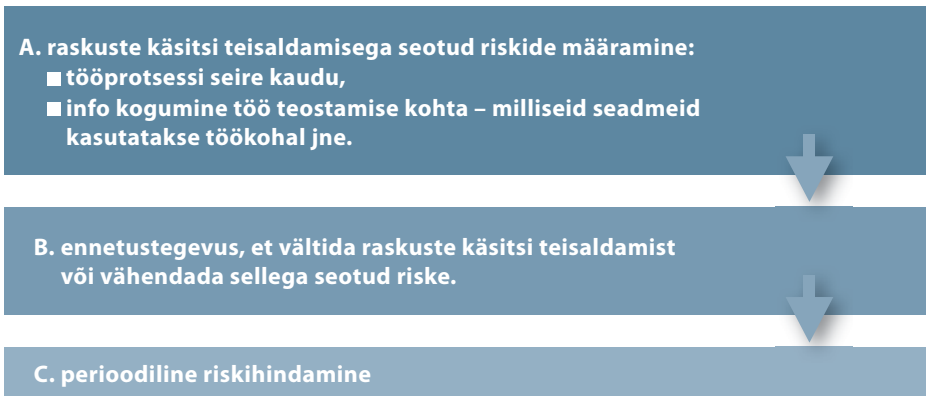 A. raskuste käsitsi teisaldamisega seotud riskide määramine:
■ tööprotsessi seire kaudu,
■ info kogumine töö teostamise kohta – milliseid seadmeid
kasutatakse töökohal jne.
B. ennetustegevus, et vältida raskuste käsitsi teisaldamist
või vähendada sellega seotud riske.
C. perioodiline riskihindamine